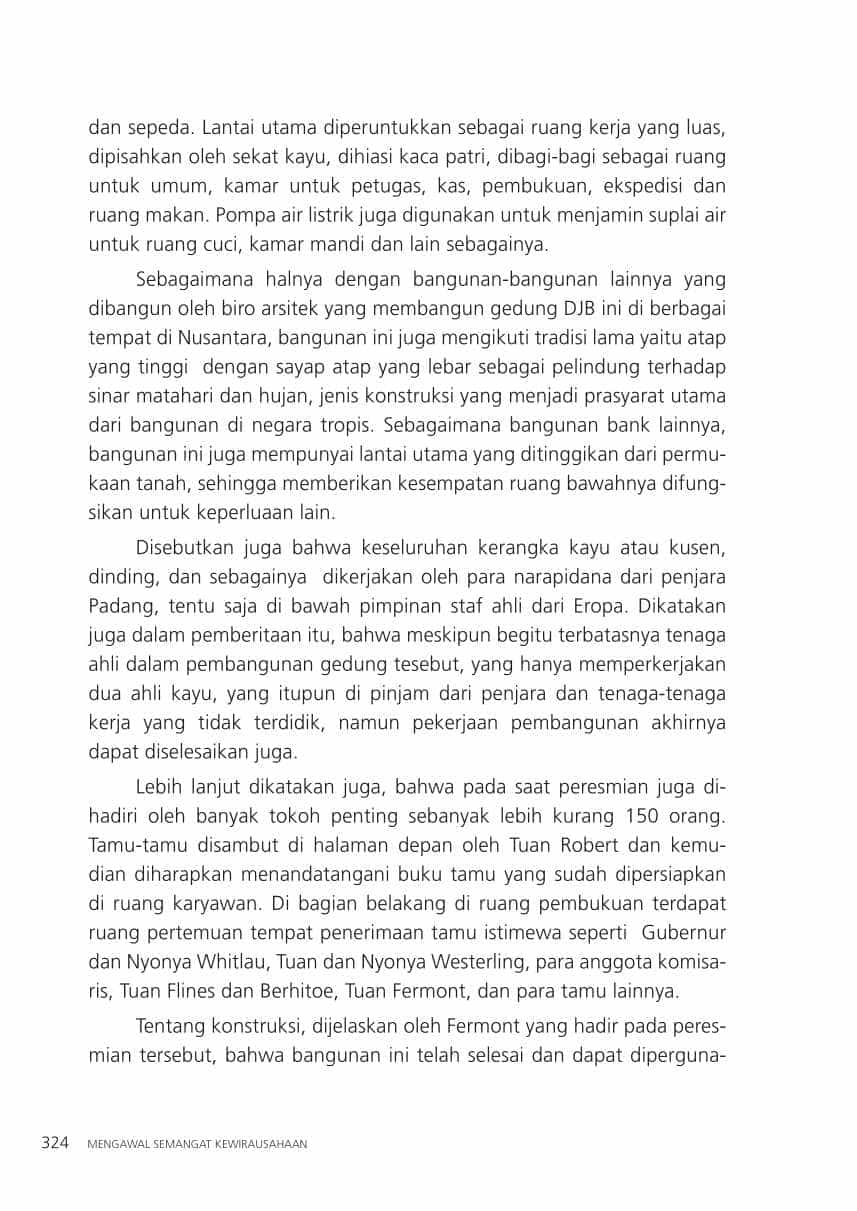 dan sepeda. Lantai utama diperuntukkan sebagai ruang kerja yang luas,
dipisahkan oleh sekat kayu, dihiasi kaca patri, dibagi-bagi sebagai ruang
untuk umum, kamar untuk petugas, kas, pembukuan, ekspedisi dan
ruang makan. Pompa air listrik juga digunakan untuk menjamin suplai air
untuk ruang cuci, kamar mandi dan lain sebagainya.
Sebagaimana halnya dengan bangunan-bangunan lainnya yang
dibangun oleh biro arsitek yang membangun gedung DJB ini di berbagai
tempat di Nusantara, bangunan ini juga mengikuti tradisi lama yaitu atap
yang tinggi  dengan sayap atap yang lebar sebagai pelindung terhadap
sinar matahari dan hujan, jenis konstruksi yang menjadi prasyarat utama
dari bangunan di negara tropis. Sebagaimana bangunan bank lainnya,
bangunan ini juga mempunyai lantai utama yang ditinggikan dari permu-
kaan tanah, sehingga memberikan kesempatan ruang bawahnya difung-
sikan untuk keperluaan lain.
Disebutkan juga bahwa keseluruhan kerangka kayu atau kusen,
dinding, dan sebagainya  dikerjakan oleh para narapidana dari penjara
Padang, tentu saja di bawah pimpinan staf ahli dari Eropa. Dikatakan
juga dalam pemberitaan itu, bahwa meskipun begitu terbatasnya tenaga
ahli dalam pembangunan gedung tesebut, yang hanya memperkerjakan
dua ahli kayu, yang itupun di pinjam dari penjara dan tenaga-tenaga
kerja yang tidak terdidik, namun pekerjaan pembangunan akhirnya
dapat diselesaikan juga.
Lebih lanjut dikatakan juga, bahwa pada saat peresmian juga di-
hadiri oleh banyak tokoh penting sebanyak lebih kurang 150 orang.
Tamu-tamu disambut di halaman depan oleh Tuan Robert dan kemu-
dian diharapkan menandatangani buku tamu yang sudah dipersiapkan
di ruang karyawan. Di bagian belakang di ruang pembukuan terdapat
ruang pertemuan tempat penerimaan tamu istimewa seperti  Gubernur
dan Nyonya Whitlau, Tuan dan Nyonya Westerling, para anggota komisa-
ris, Tuan Flines dan Berhitoe, Tuan Fermont, dan para tamu lainnya.
Tentang konstruksi, dijelaskan oleh Fermont yang hadir pada peres-
mian tersebut, bahwa bangunan ini telah selesai dan dapat diperguna-
324 MENGAWAL SEMANGAT KEWIRAUSAHAAN